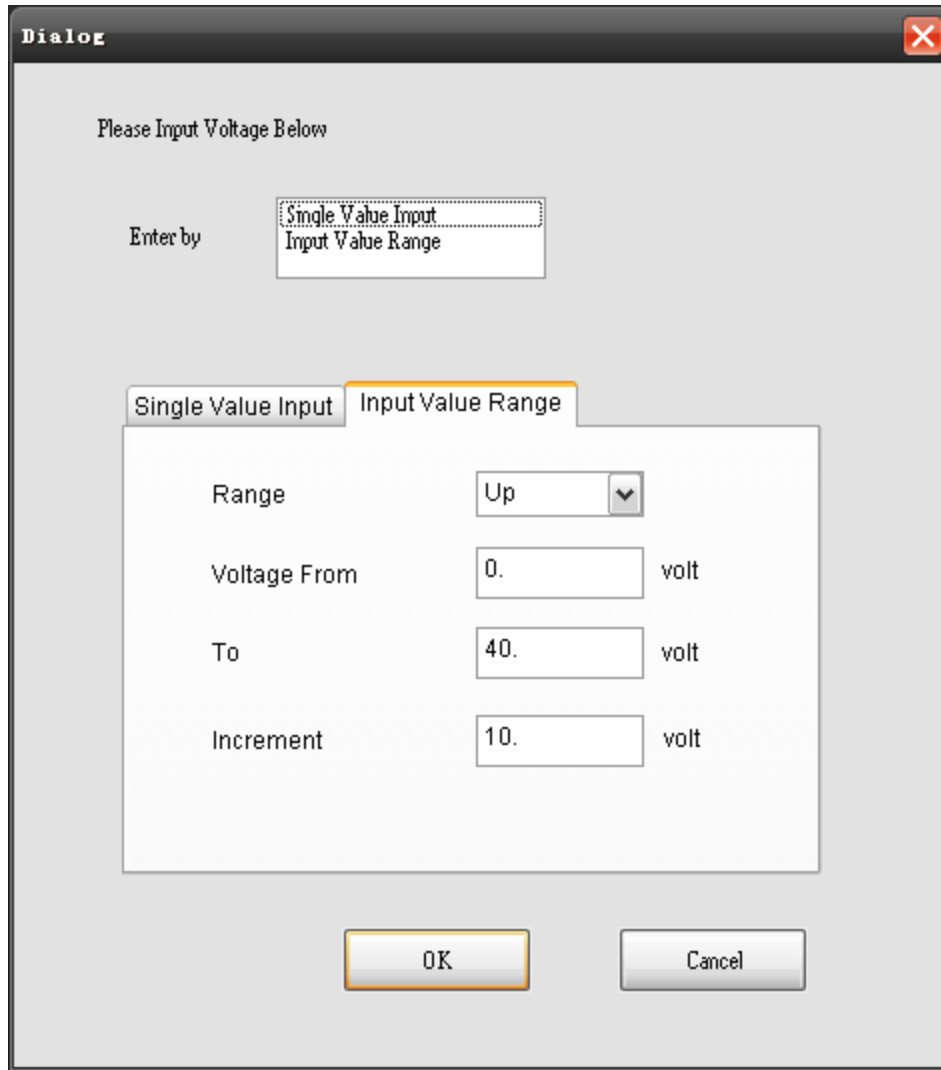 Dialog
Please Input Voltage Below
Enter by
Single Value Input
Input Value Range
Single Value Input
Input Value Range
Range
Up
Voltage From
0.
volt
To
40.
volt
Increment
10.
volt
OK
Cancel